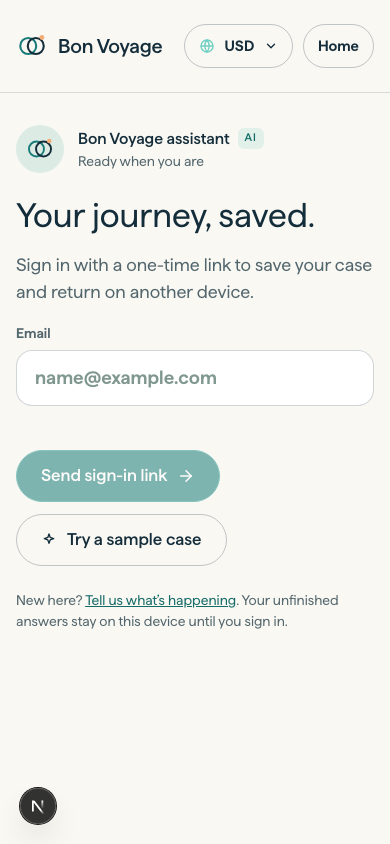 Bon Voyage
USD
Home
Bon Voyage assistant AI
Ready when you are
Your journey, saved.
Sign in with a one-time link to save your case
and return on another device.
Email
name@example.com
Send sign-in link
Try a sample case
New here? Tell us what's happening. Your unfinished
answers stay on this device until you sign in.
N